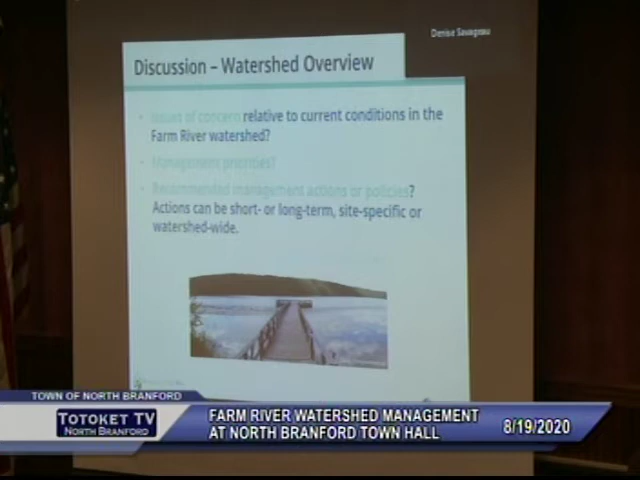 Denise Savageau
Discussion – Watershed Overview
• Issues of concern relative to current conditions in the
Farm River watershed?
• Management priorities?
• Recommended management actions or policies?
Actions can be short- or long-term, site-specific or
watershed-wide.
TOWN OF NORTH BRANFORD
TOTOKET TV
NORTH BRANFORD
FARM RIVER WATERSHED MANAGEMENT
AT NORTH BRANFORD TOWN HALL
8/19/2020